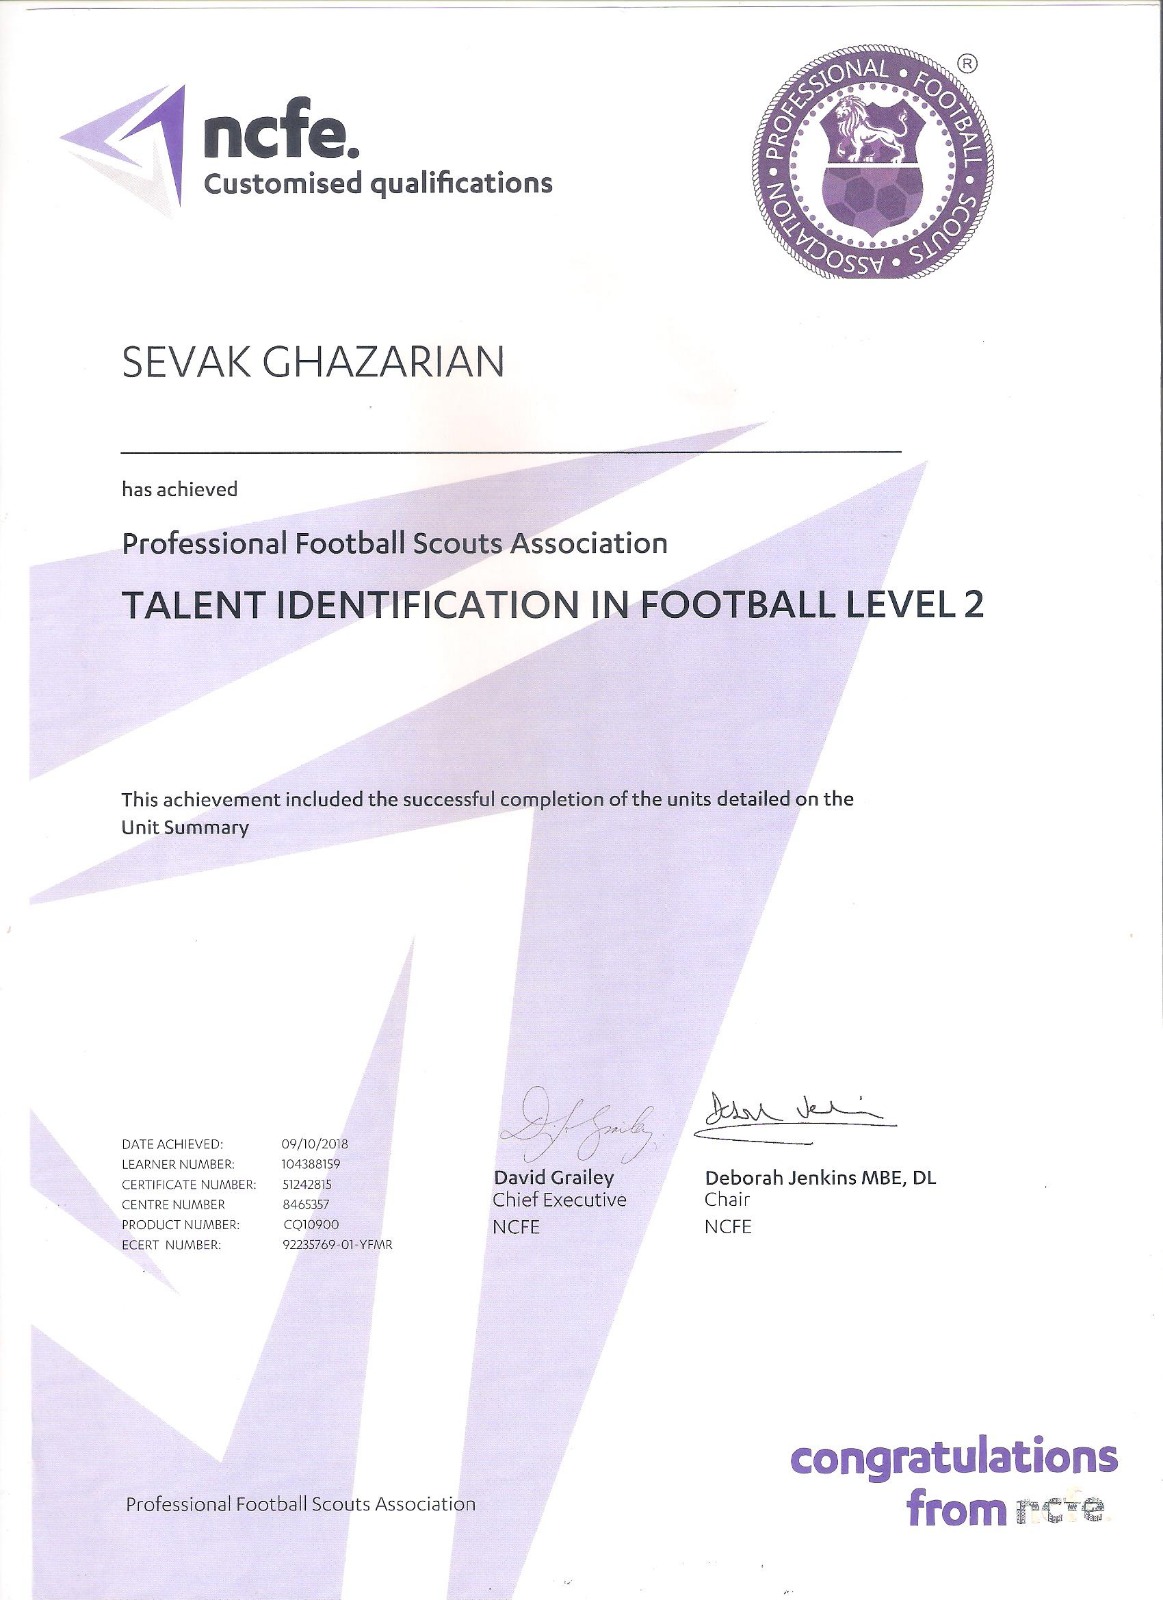 ncfe.
Customised qualifications
PROFESSIONAL • FOOTBALL • SCOUTS • ASSOCIATION •
®
SEVAK GHAZARIAN
has achieved
Professional Football Scouts Association
TALENT IDENTIFICATION IN FOOTBALL LEVEL 2
This achievement included the successful completion of the units detailed on the
Unit Summary
DATE ACHIEVED: 09/10/2018
LEARNER NUMBER: 104388159
CERTIFICATE NUMBER: 51242815
CENTRE NUMBER 8465357
PRODUCT NUMBER: CQ10900
ECERT NUMBER: 92235769-01-YFMR
David Grailey
Chief Executive
NCFE
Deborah Jenkins MBE, DL
Chair
NCFE
Professional Football Scouts Association
congratulations
from ncfe.